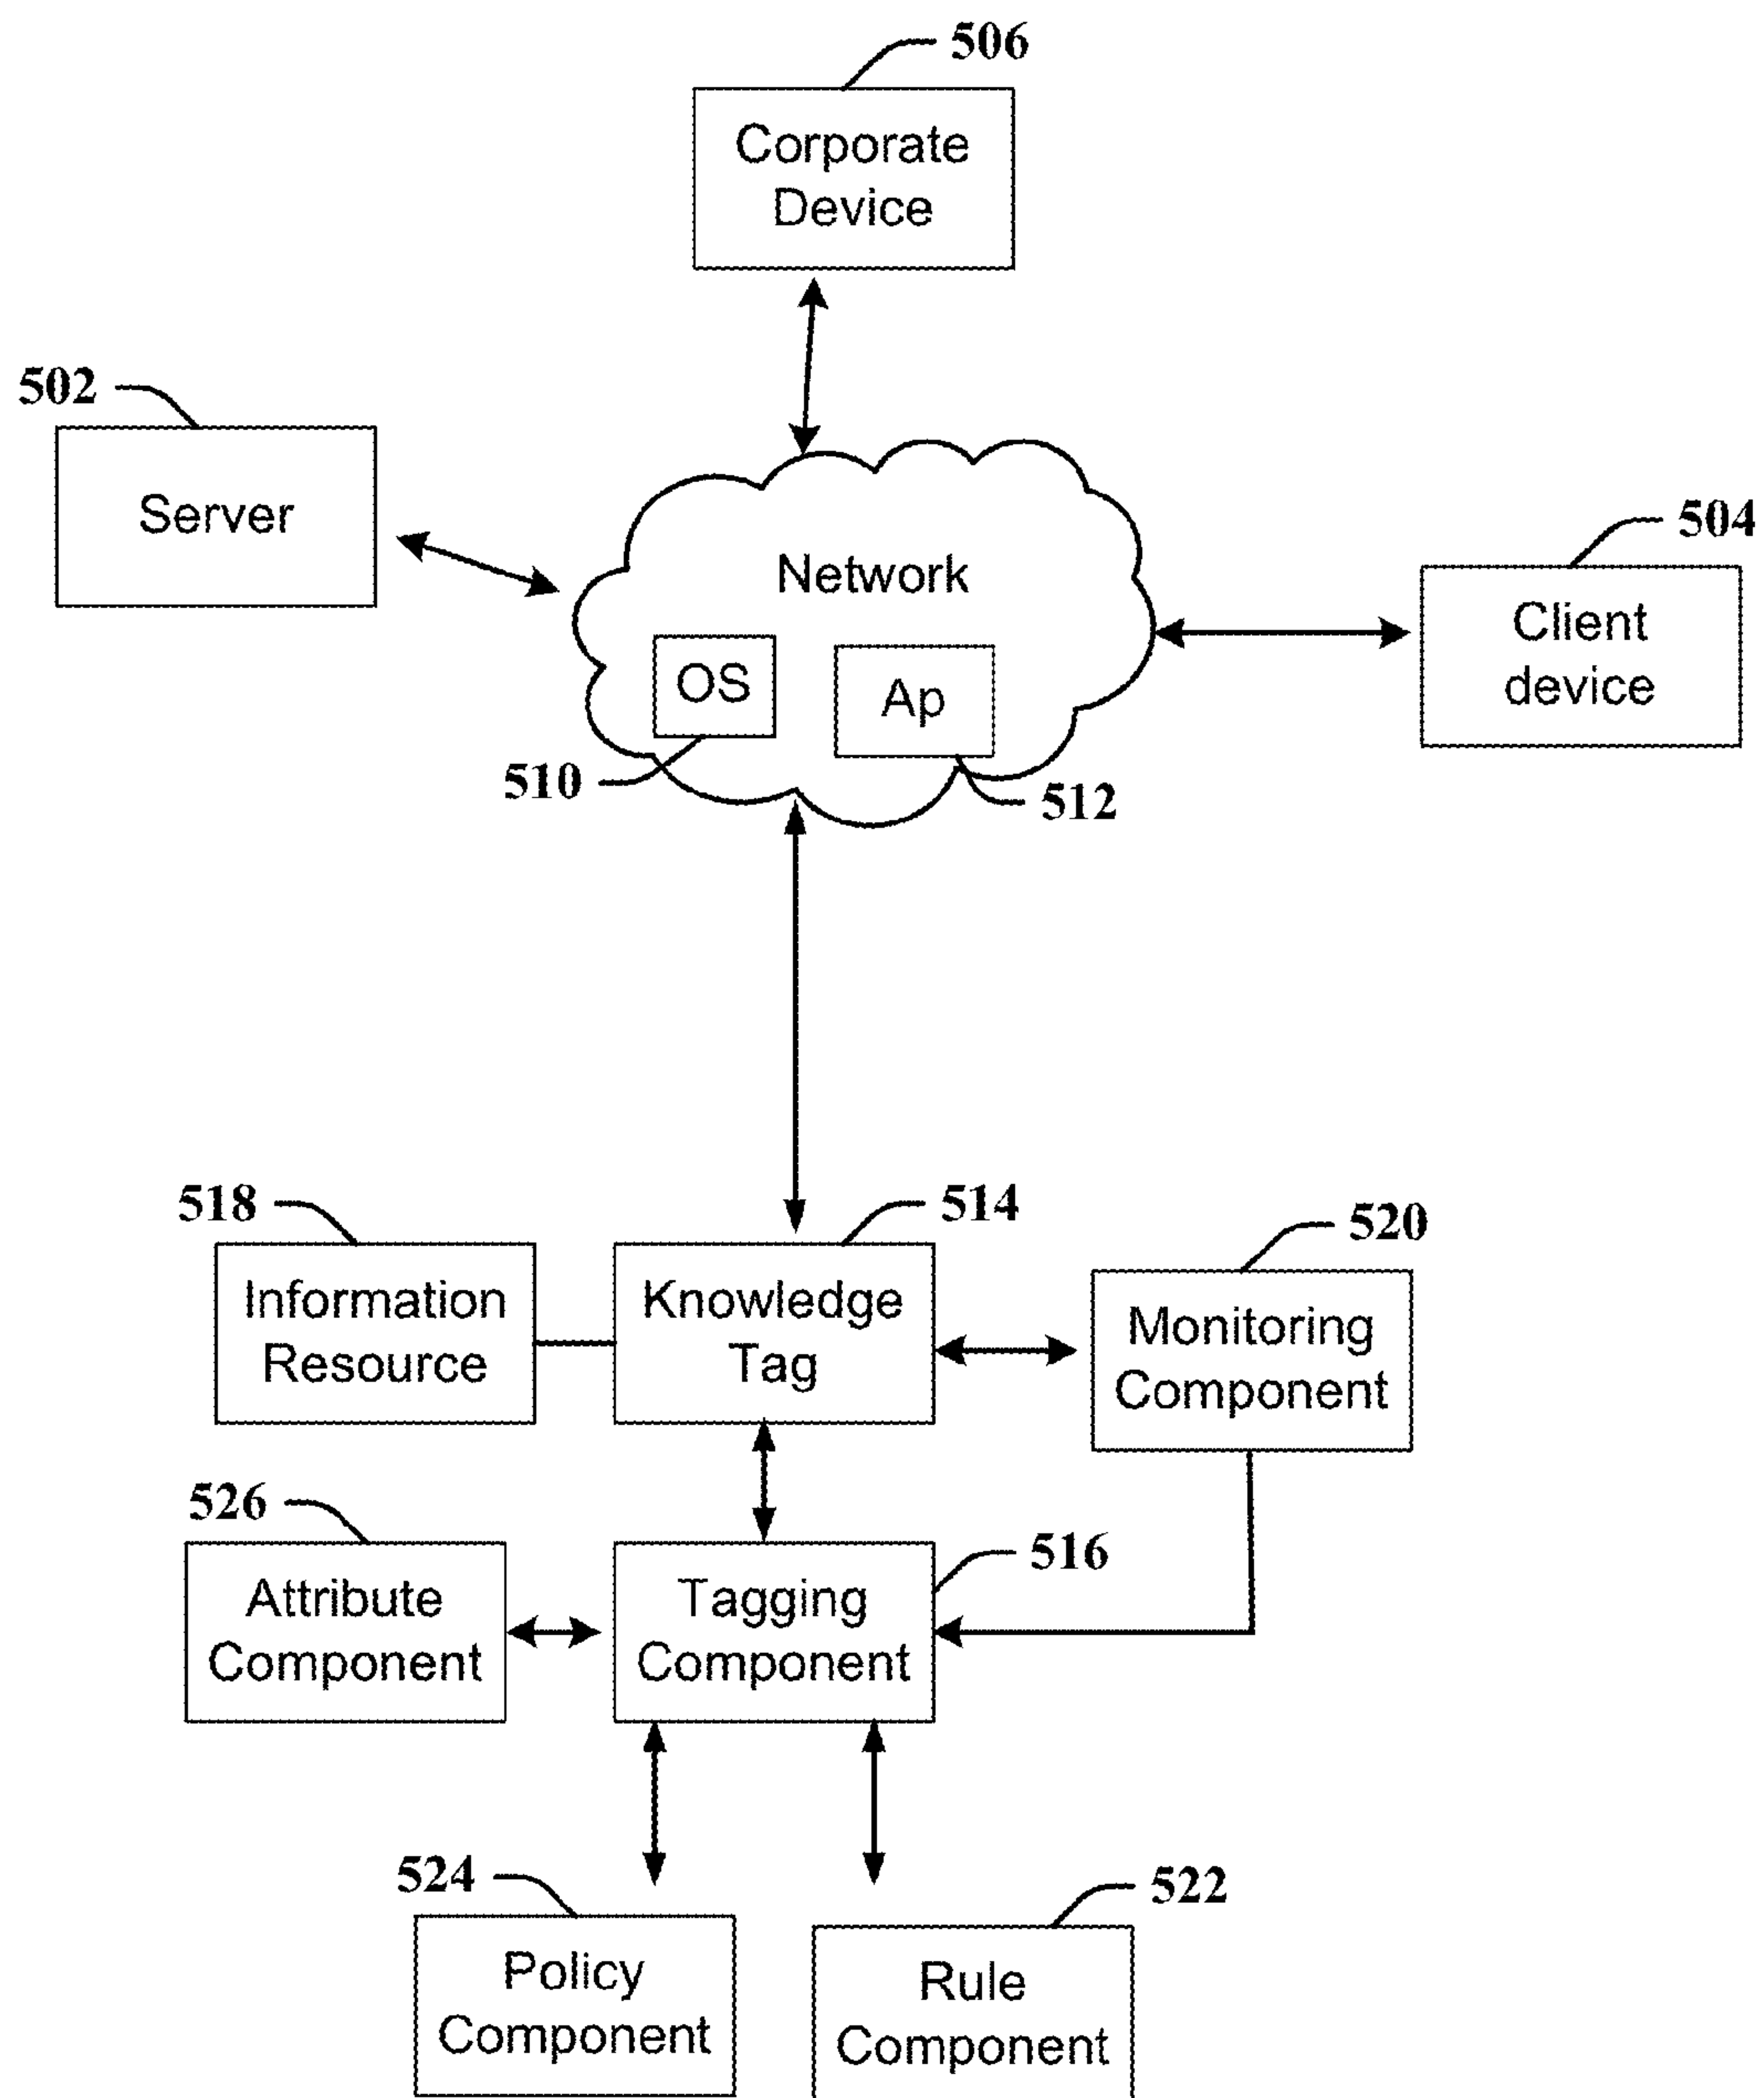 506
Corporate
Device
502
Server
504
Network
Client
device
OS
Ap
510
512
518
514
520
Information
Resource
Knowledge
Tag
Monitoring
Component
526
516
Attribute
Component
Tagging
Component
524
522
Policy
Component
Rule
Component